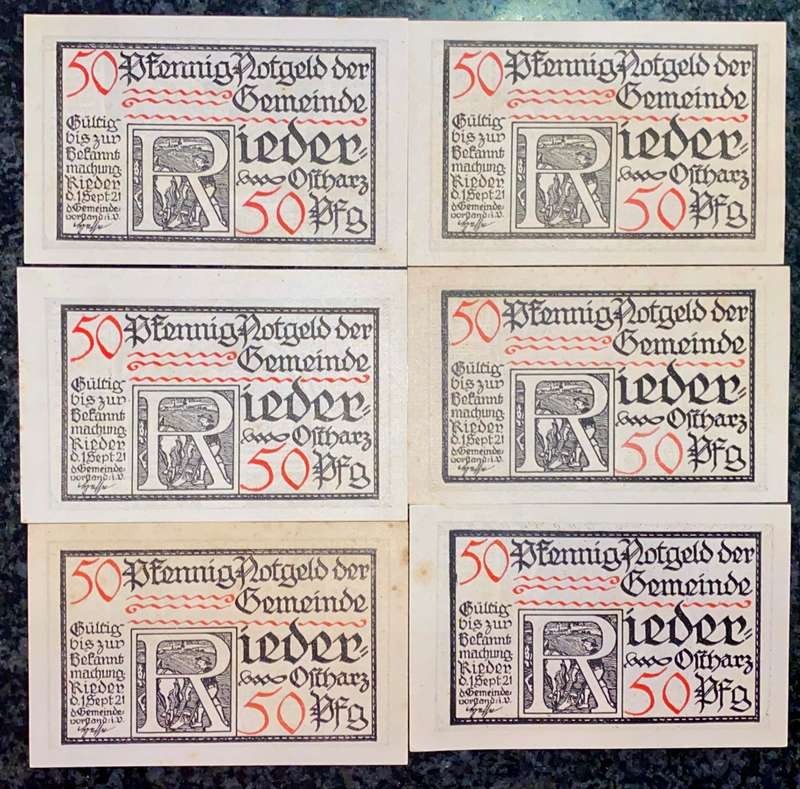 50 Pfennig Notgeld der
Gemeinde
Gültig
bis zur
Bekannt
machung.
Rieder
d.1.Sept.21
d.Gemeinde-
vorstand: i.V.
Rieder-
Ostharz
50 Pfg
50 Pfennig Notgeld der
Gemeinde
Gültig
bis zur
Bekannt
machung.
Rieder
d.1.Sept.21
d.Gemeinde-
vorstand: i.V.
Rieder-
Ostharz
50 Pfg
50 Pfennig Notgeld der
Gemeinde
Gültig
bis zur
Bekannt
machung.
Rieder
d.1.Sept.21
d.Gemeinde-
vorstand: i.V.
Rieder-
Ostharz
50 Pfg
50 Pfennig Notgeld der
Gemeinde
Gültig
bis zur
Bekannt
machung.
Rieder
d.1.Sept.21
d.Gemeinde-
vorstand: i.V.
Rieder-
Ostharz
50 Pfg
50 Pfennig Notgeld der
Gemeinde
Gültig
bis zur
Bekannt
machung.
Rieder
d.1.Sept.21
d.Gemeinde-
vorstand: i.V.
Rieder-
Ostharz
50 Pfg
50 Pfennig Notgeld der
Gemeinde
Gültig
bis zur
Bekannt
machung.
Rieder
d.1.Sept.21
d.Gemeinde-
vorstand: i.V.
Rieder-
Ostharz
50 Pfg